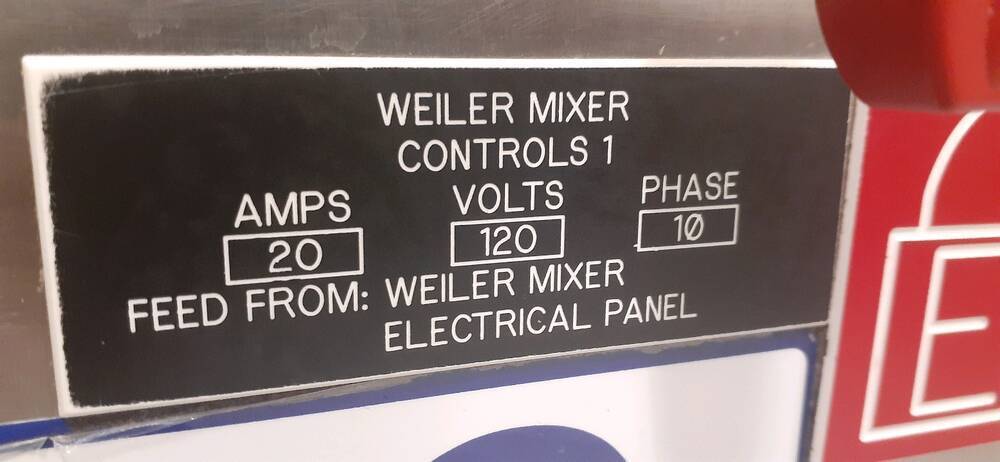 WEILER MIXER
CONTROLS 1
AMPS VOLTS PHASE
20 120 1Ø
FEED FROM: WEILER MIXER
ELECTRICAL PANEL
E